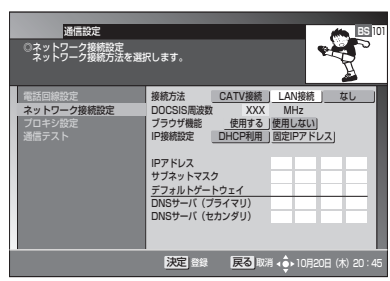 通信設定
BS 101
◎ネットワーク接続設定
ネットワーク接続方法を選択します。
電話回線設定
ネットワーク接続設定
プロキシ設定
通信テスト
接続方法 CATV接続 LAN接続 なし
DOCSIS周波数 XXX MHz
ブラウザ機能 使用する 使用しない
IP接続設定 DHCP利用 固定IPアドレス
IPアドレス
サブネットマスク
デフォルトゲートウェイ
DNSサーバ（プライマリ）
DNSサーバ（セカンダリ）
決定 登録 戻る 取消 10月20日 (木) 20：45